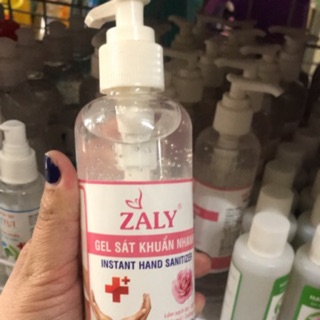 ZALY
GEL SÁT KHUẨN NHANH
INSTANT HAND SANITIZER